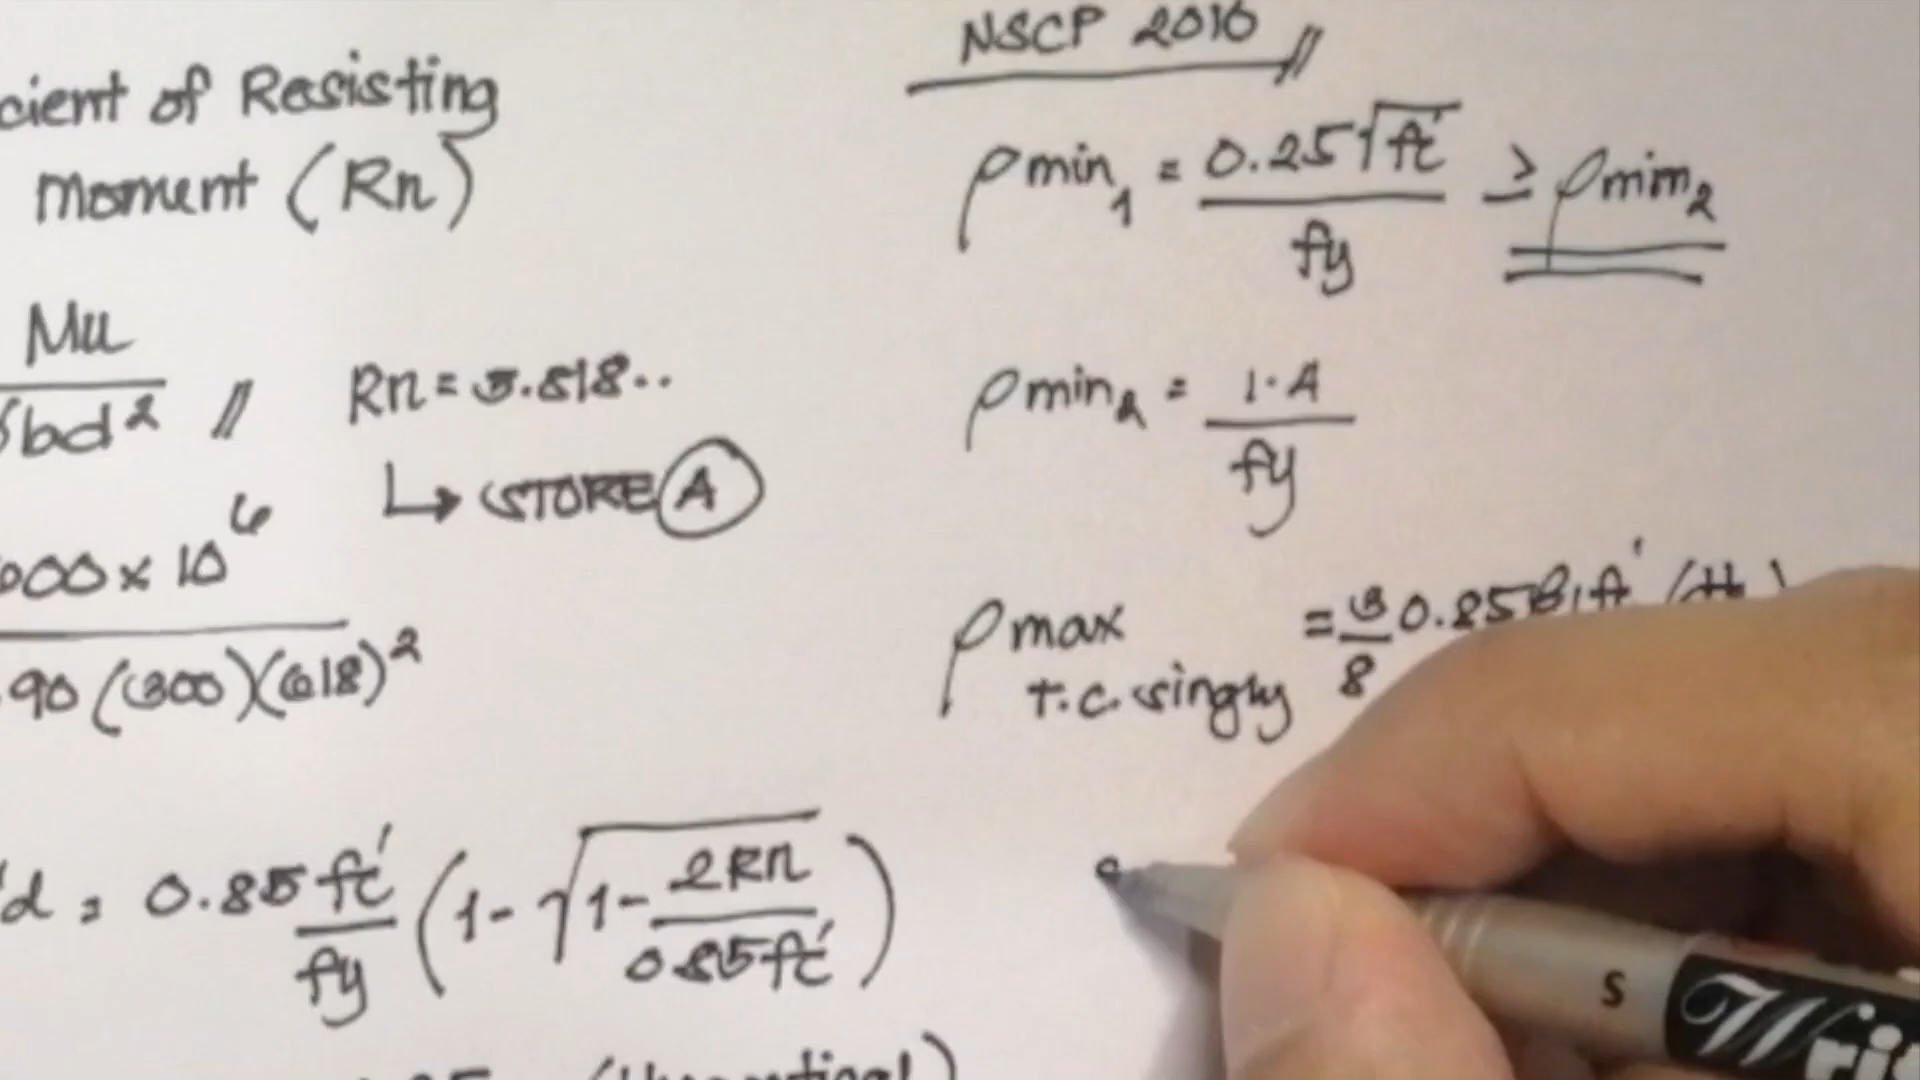 cient of Resisting
Moment (Rn)
Mu
bd² // Rn = 3.818..
↳ STORE A
000 x 10⁶
90 (300)(618)²
d = 0.85 fc'/fy (1-√1-2Rn/0.85fc')
NSCP 2010 //
ρmin₁ = 0.25√fc'/fy ≥ ρmin₂
ρmin₂ = 1.4/fy
ρmax = 3/8 0.85β₁fc'
T.C. singly
S